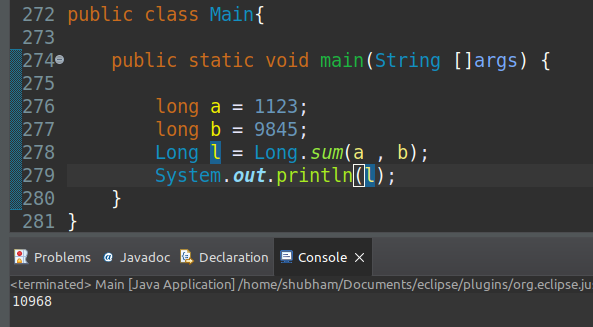 272 public class Main{
273
274 public static void main(String []args) {
275
276 long a = 1123;
277 long b = 9845;
278 Long l = Long.sum(a , b);
279 System.out.println(l);
280 }
281 }
Problems @ Javadoc Declaration Console
<terminated> Main [Java Application] /home/shubham/Documents/eclipse/plugins/org.eclipse.ju
10968